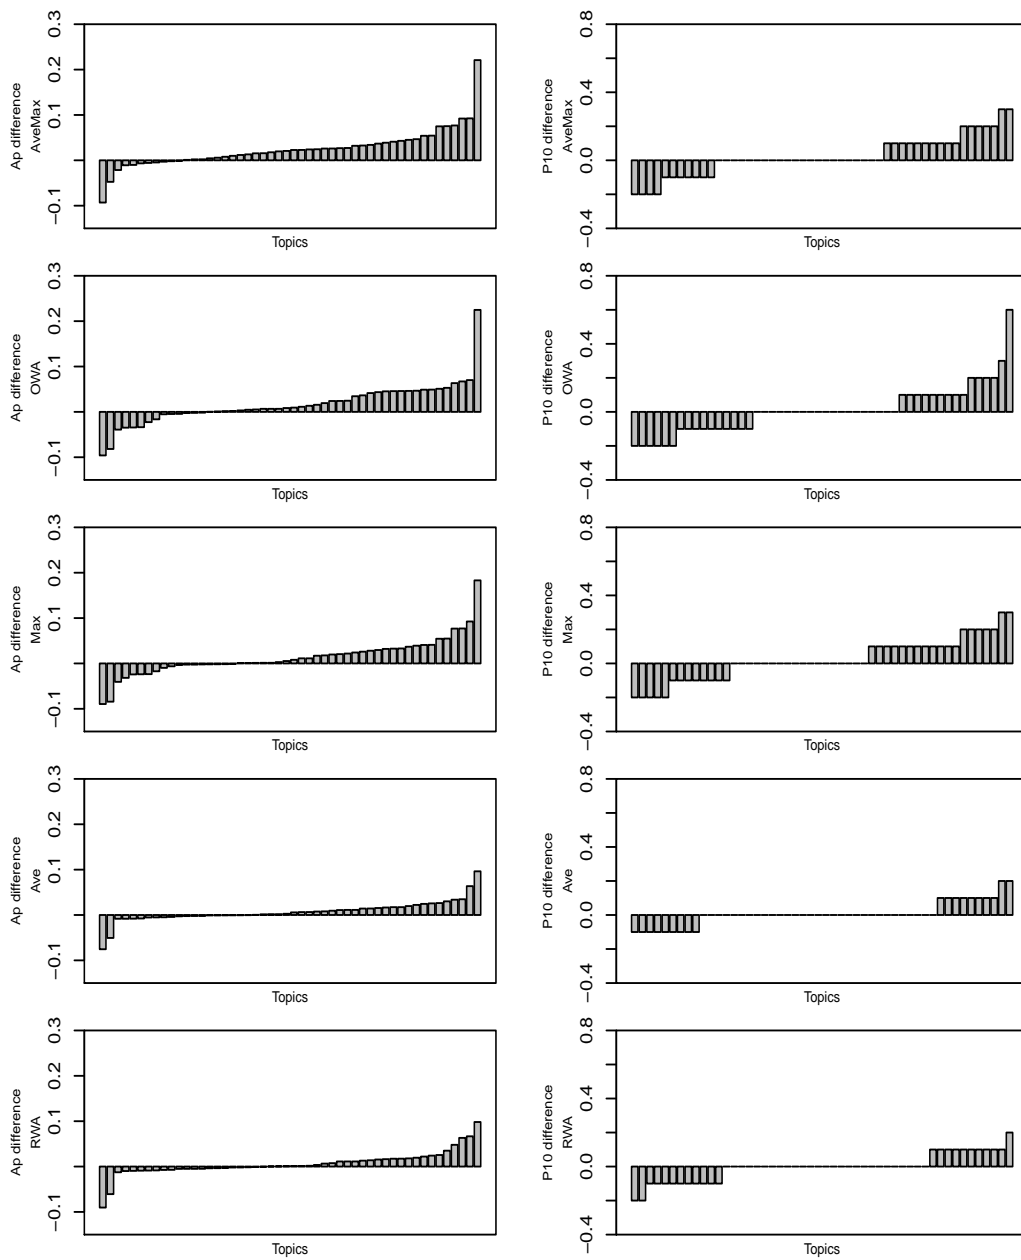 Ap difference
AveMax
−0.1
0.1
0.2
0.3
Topics
P10 difference
AveMax
−0.4
0.0
0.4
0.8
Topics
Ap difference
OWA
−0.1
0.1
0.2
0.3
Topics
P10 difference
OWA
−0.4
0.0
0.4
0.8
Topics
Ap difference
Max
−0.1
0.1
0.2
0.3
Topics
P10 difference
Max
−0.4
0.0
0.4
0.8
Topics
Ap difference
Ave
−0.1
0.1
0.2
0.3
Topics
P10 difference
Ave
−0.4
0.0
0.4
0.8
Topics
Ap difference
RWA
−0.1
0.1
0.2
0.3
Topics
P10 difference
RWA
−0.4
0.0
0.4
0.8
Topics